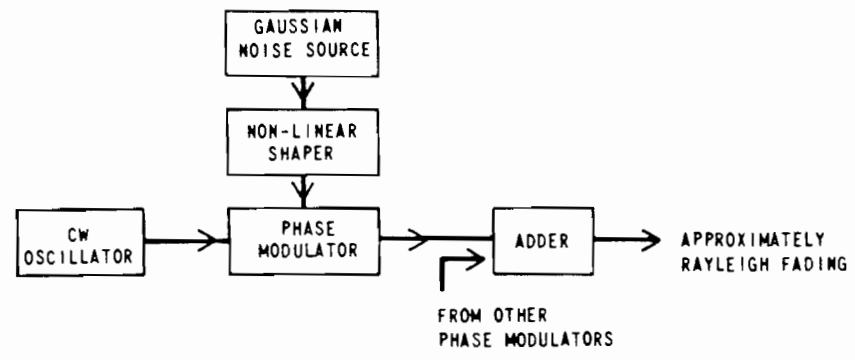 GAUSSIAN
NOISE SOURCE
NON-LINEAR
SHAPER
CW
OSCILLATOR
PHASE
MODULATOR
ADDER
APPROXIMATELY
RAYLEIGH FADING
FROM OTHER
PHASE MODULATORS